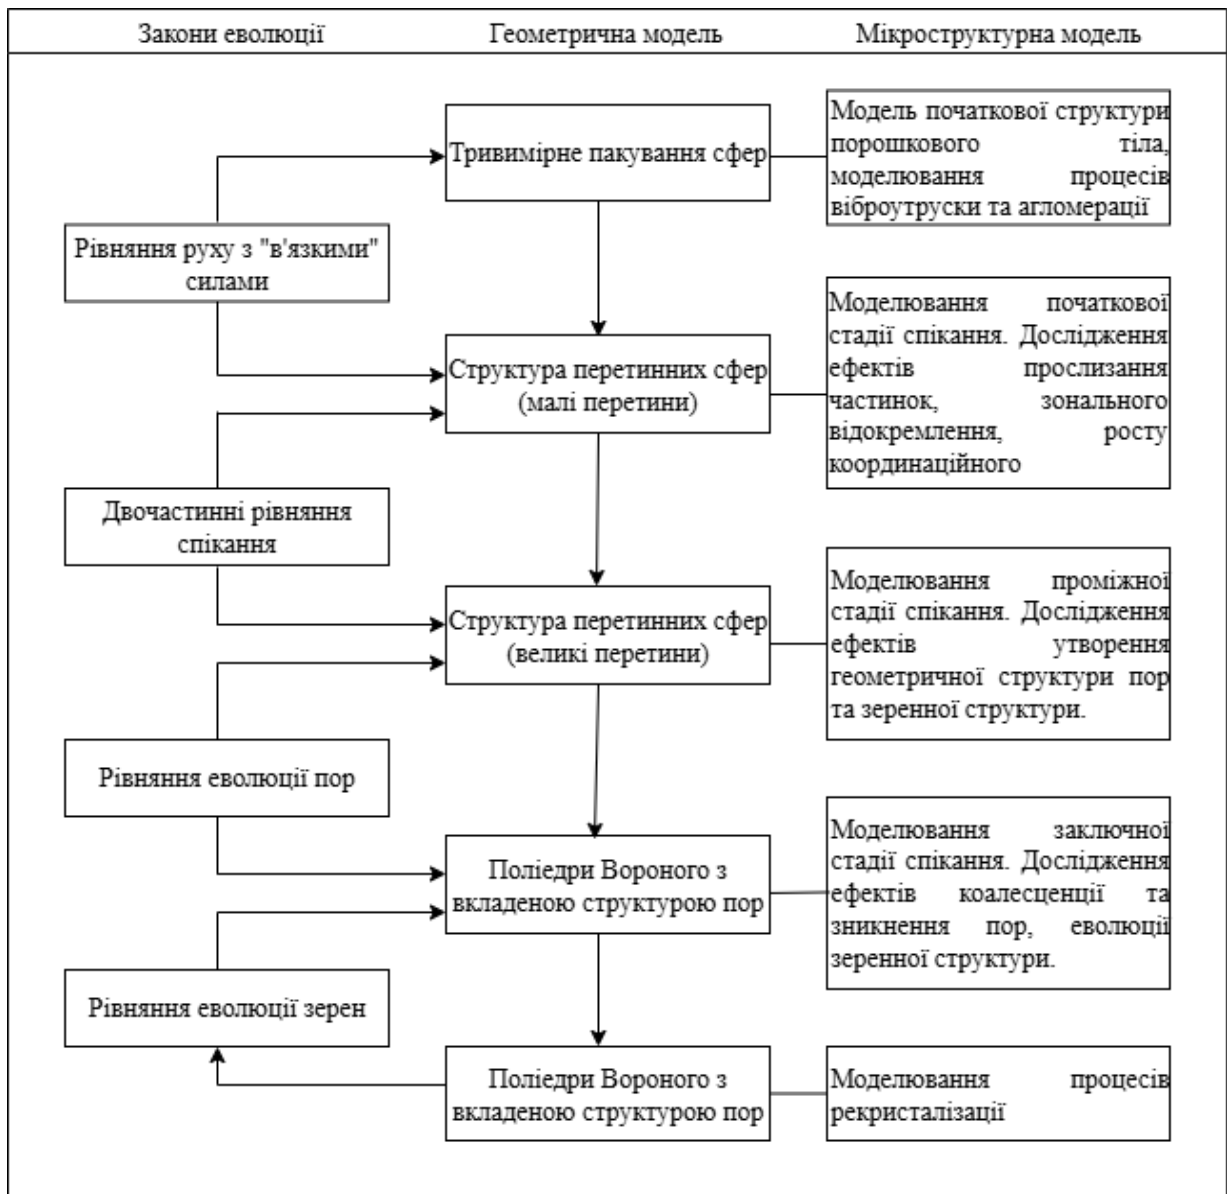 Закони еволюції
Геометрична модель
Мікроструктурна модель
Тривимірне пакування сфер
Модель початкової структури
порошкового тіла,
моделювання процесів
віброутруски та агломерації
Рівняння руху з "в'язкими"
силами
Структура перетинних сфер
(малі перетини)
Моделювання початкової
стадії спікання. Дослідження
ефектів прослизання
частинок, зонального
відокремлення, росту
координаційного
Двочастинні рівняння
спікання
Структура перетинних сфер
(великі перетини)
Моделювання проміжної
стадії спікання. Дослідження
ефектів утворення
геометричної структури пор
та зеренної структури.
Рівняння еволюції пор
Поліедри Вороного з
вкладеною структурою пор
Моделювання заключної
стадії спікання. Дослідження
ефектів коалесценції та
зникнення пор, еволюції
зеренної структури.
Рівняння еволюції зерен
Поліедри Вороного з
вкладеною структурою пор
Моделювання процесів
рекристалізації